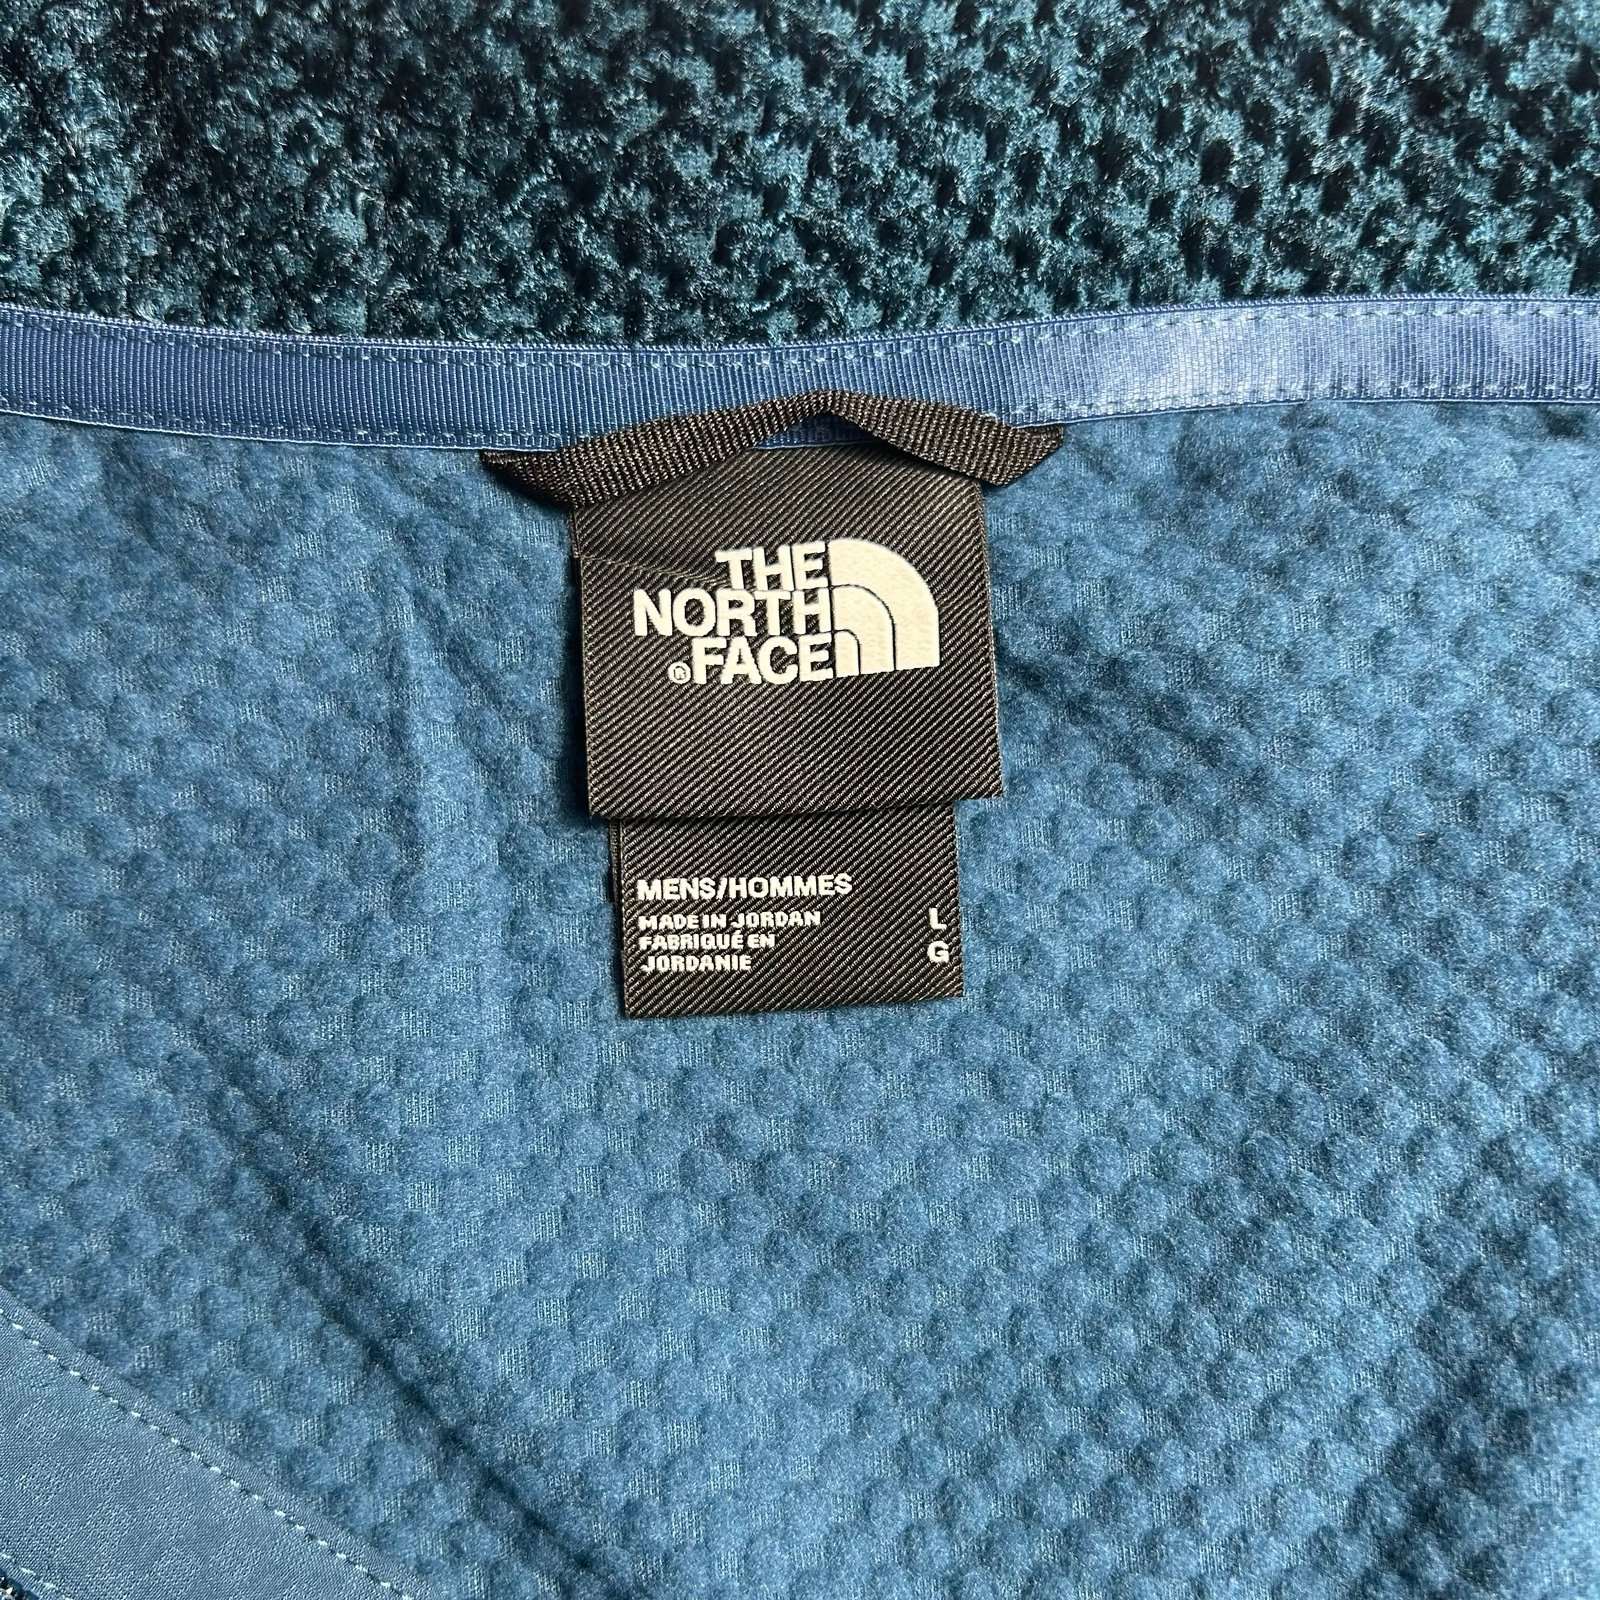 THE
NORTH
®FACE
MENS/HOMMES
MADE IN JORDAN
FABRIQUÉ EN
JORDANIE
L
G